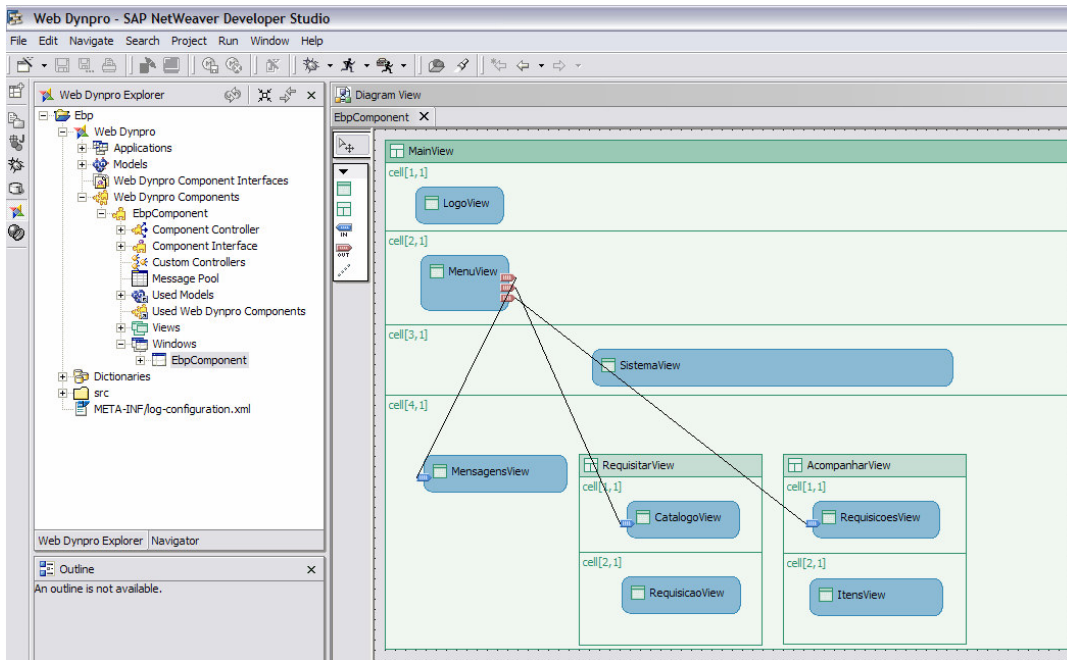 Web Dynpro - SAP NetWeaver Developer Studio
File Edit Navigate Search Project Run Window Help
Web Dynpro Explorer
Ebp
Web Dynpro
Applications
Models
Web Dynpro Component Interfaces
Web Dynpro Components
EbpComponent
Component Controller
Component Interface
Custom Controllers
Message Pool
Used Models
Used Web Dynpro Components
Views
Windows
EbpComponent
Dictionaries
src
META-INF/log-configuration.xml
Web Dynpro Explorer Navigator
Outline
An outline is not available.
Diagram View
EbpComponent
IN
OUT
MainView
cell[1,1]
LogoView
cell[2,1]
MenuView
cell[3,1]
SistemaView
cell[4,1]
MensagensView
RequisitarView
cell[1,1]
CatalogoView
cell[2,1]
RequisicaoView
AcompanharView
cell[1,1]
RequisicoesView
cell[2,1]
ItensView